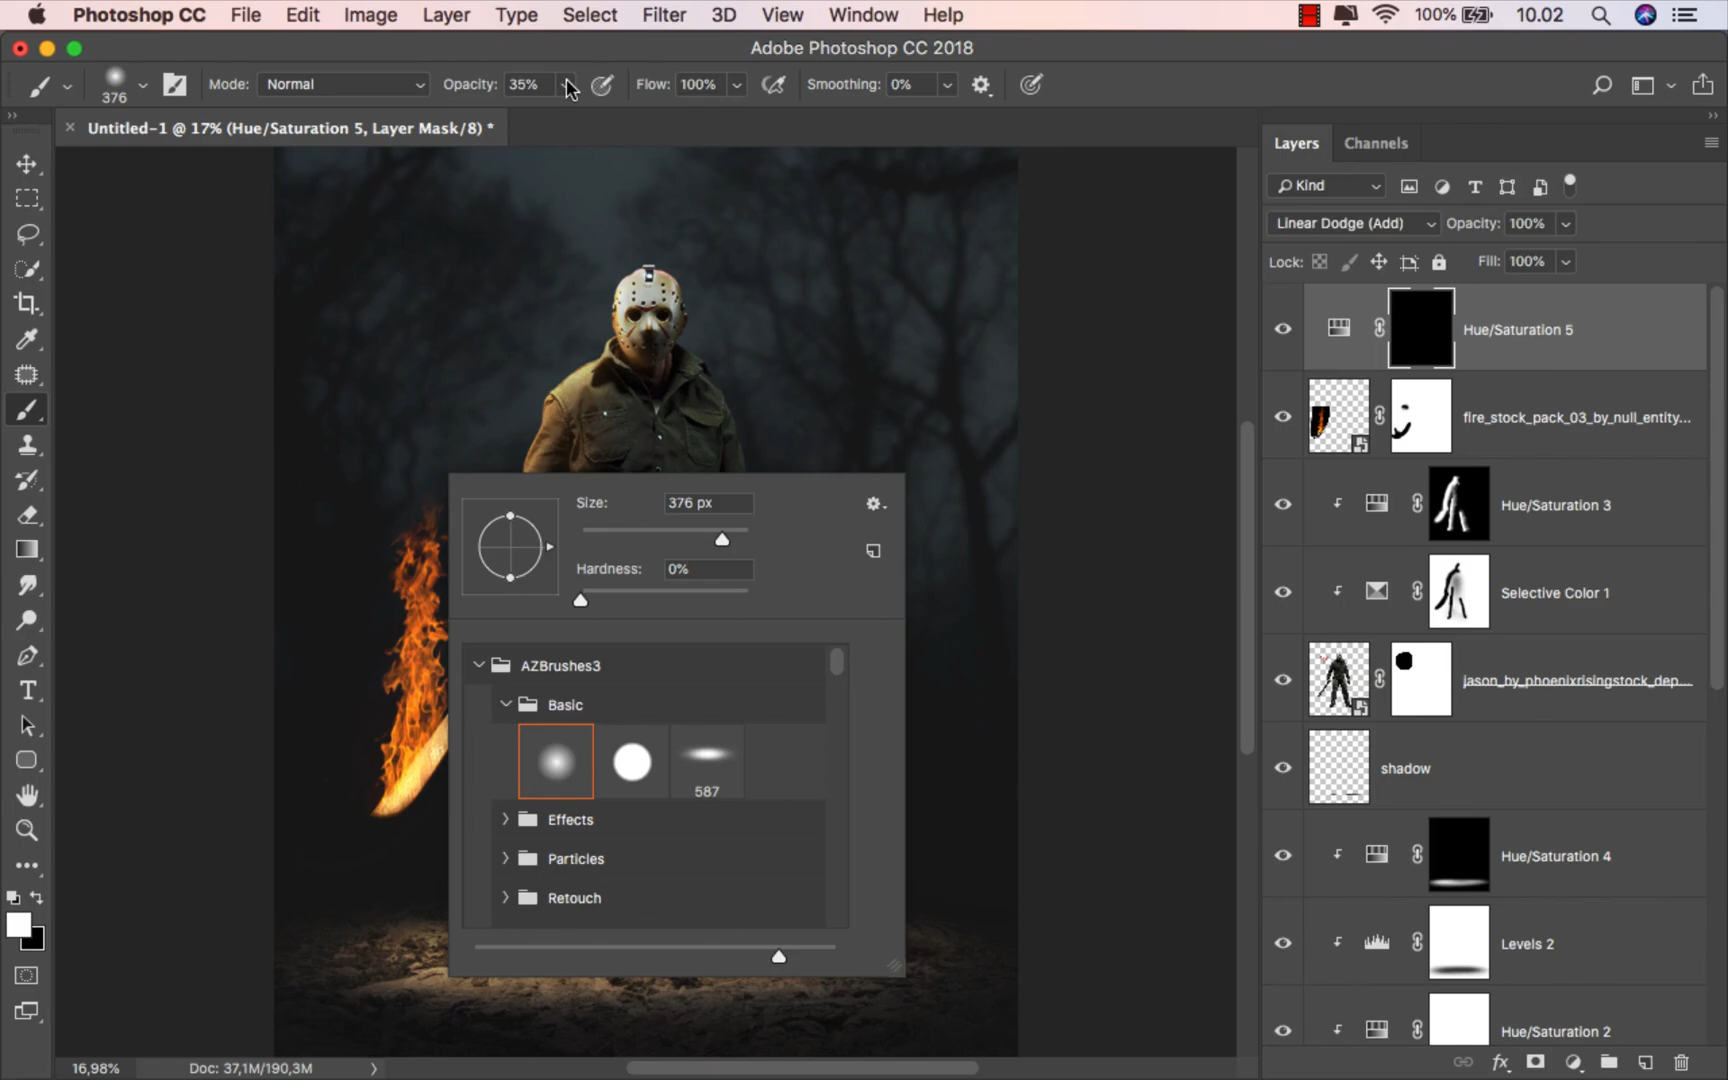 Photoshop CC File Edit Image Layer Type Select Filter 3D View Window Help 100% 10.02
Adobe Photoshop CC 2018
376 Mode: Normal Opacity: 35% Flow: 100% Smoothing: 0%
Untitled-1 @ 17% (Hue/Saturation 5, Layer Mask/8) *
Layers Channels
Kind
Linear Dodge (Add) Opacity: 100%
Lock: Fill: 100%
Hue/Saturation 5
fire_stock_pack_03_by_null_entity...
Hue/Saturation 3
Selective Color 1
jason_by_phoenixrisingstock_dep...
shadow
Hue/Saturation 4
Levels 2
Hue/Saturation 2
Size: 376 px
Hardness: 0%
AZBrushes3
Basic
587
Effects
Particles
Retouch
T
16,98% Doc: 37,1M/190,3M
fx